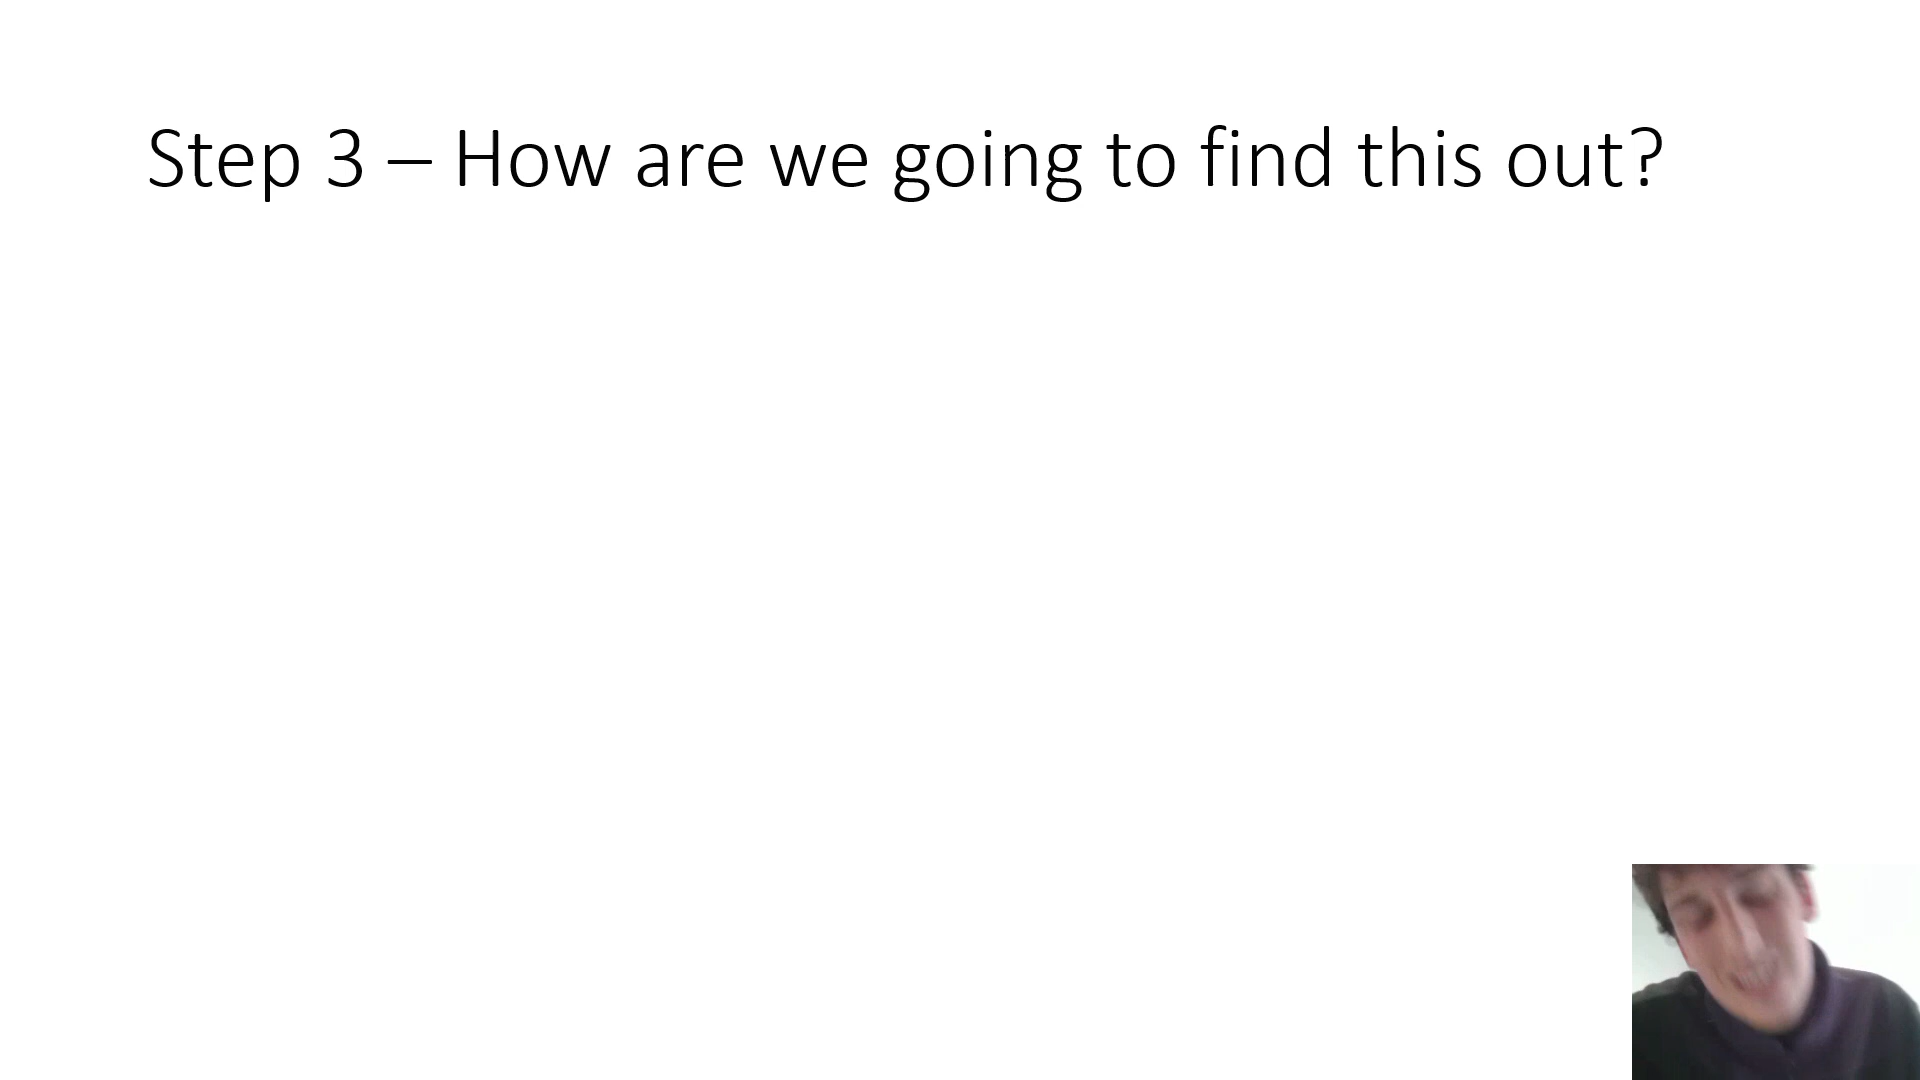 Step 3 – How are we going to find this out?